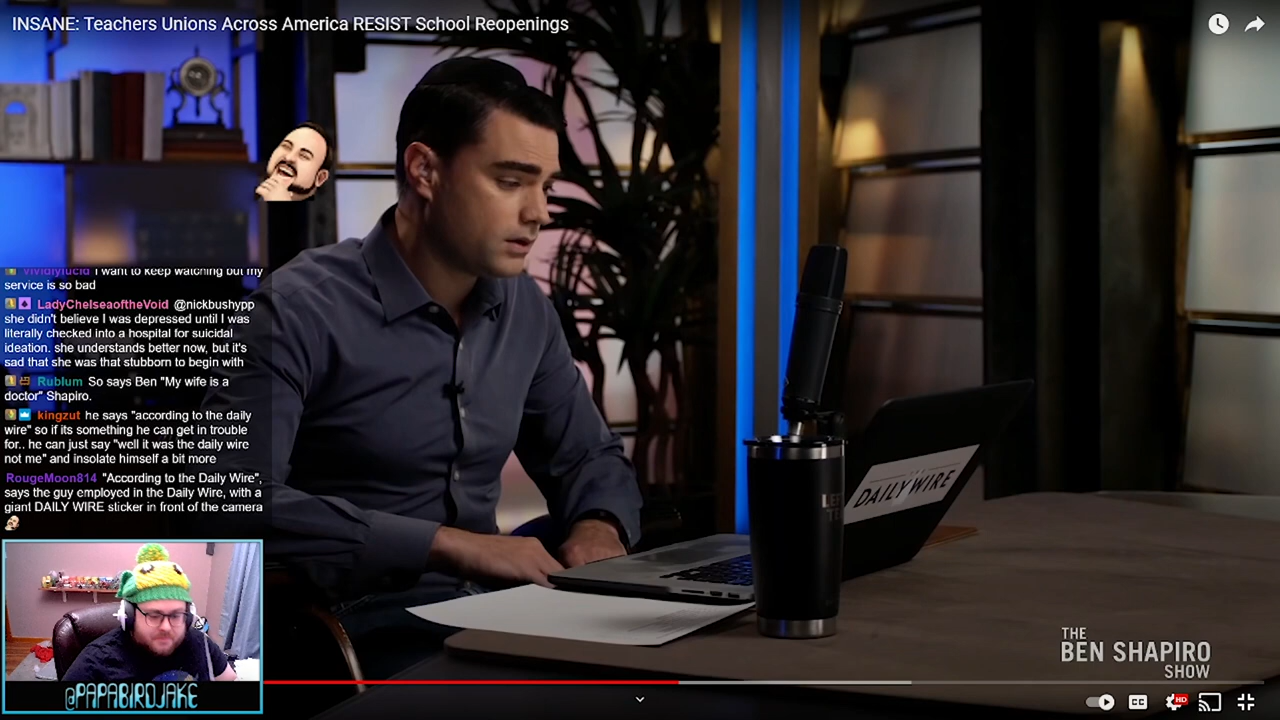 INSANE: Teachers Unions Across America RESIST School Reopenings
vividlylucid I want to keep watching but my
service is so bad
LadyChelseaoftheVoid @nickbushypp
she didn't believe I was depressed until I was
literally checked into a hospital for suicidal
ideation. she understands better now, but it's
sad that she was that stubborn to begin with
Rublum So says Ben "My wife is a
doctor" Shapiro.
kingzut he says "according to the daily
wire" so if its something he can get in trouble
for.. he can just say "well it was the daily wire
not me" and insolate himself a bit more
RougeMoon814 "According to the Daily Wire",
says the guy employed in the Daily Wire, with a
giant DAILY WIRE slicker in front of the camera
DAILY WIRE
THE
BEN SHAPIRO
SHOW
@PAPABIRDJAKE
CC
HD